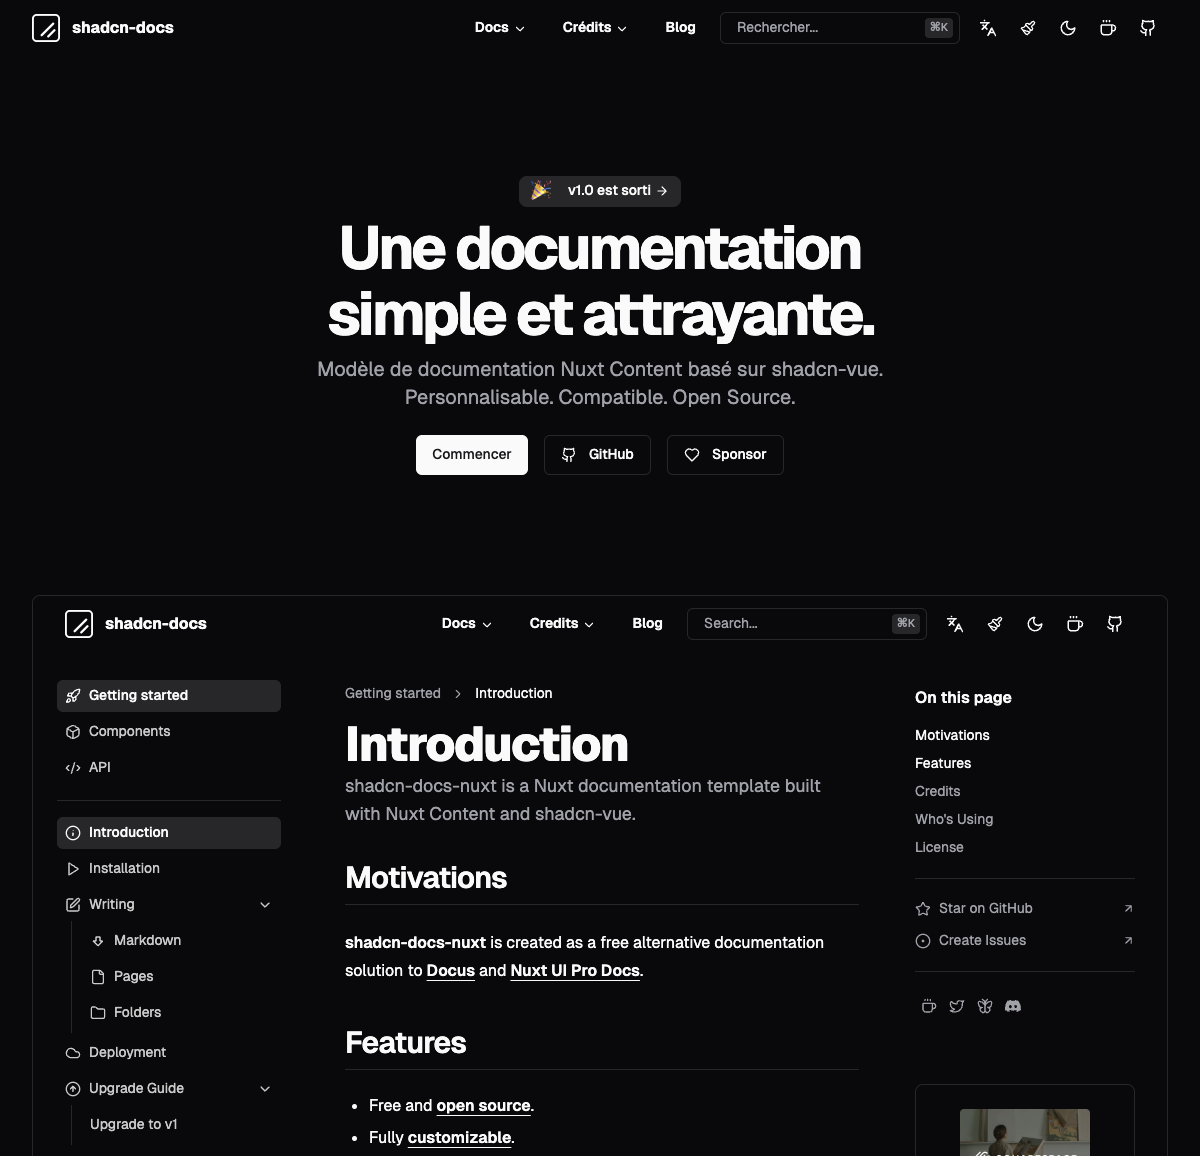 shadcn-docs
Docs
Crédits
Blog
Rechercher...
⌘K
v1.0 est sorti →
Une documentation
simple et attrayante.
Modèle de documentation Nuxt Content basé sur shadcn-vue.
Personnalisable. Compatible. Open Source.
Commencer
GitHub
Sponsor
shadcn-docs
Docs
Credits
Blog
Search...
⌘K
Getting started
Components
API
Introduction
Installation
Writing
Markdown
Pages
Folders
Deployment
Upgrade Guide
Upgrade to v1
Getting started > Introduction
Introduction
shadcn-docs-nuxt is a Nuxt documentation template built
with Nuxt Content and shadcn-vue.
Motivations
shadcn-docs-nuxt is created as a free alternative documentation
solution to Docus and Nuxt UI Pro Docs.
Features
• Free and open source.
• Fully customizable.
On this page
Motivations
Features
Credits
Who's Using
License
Star on GitHub
Create Issues